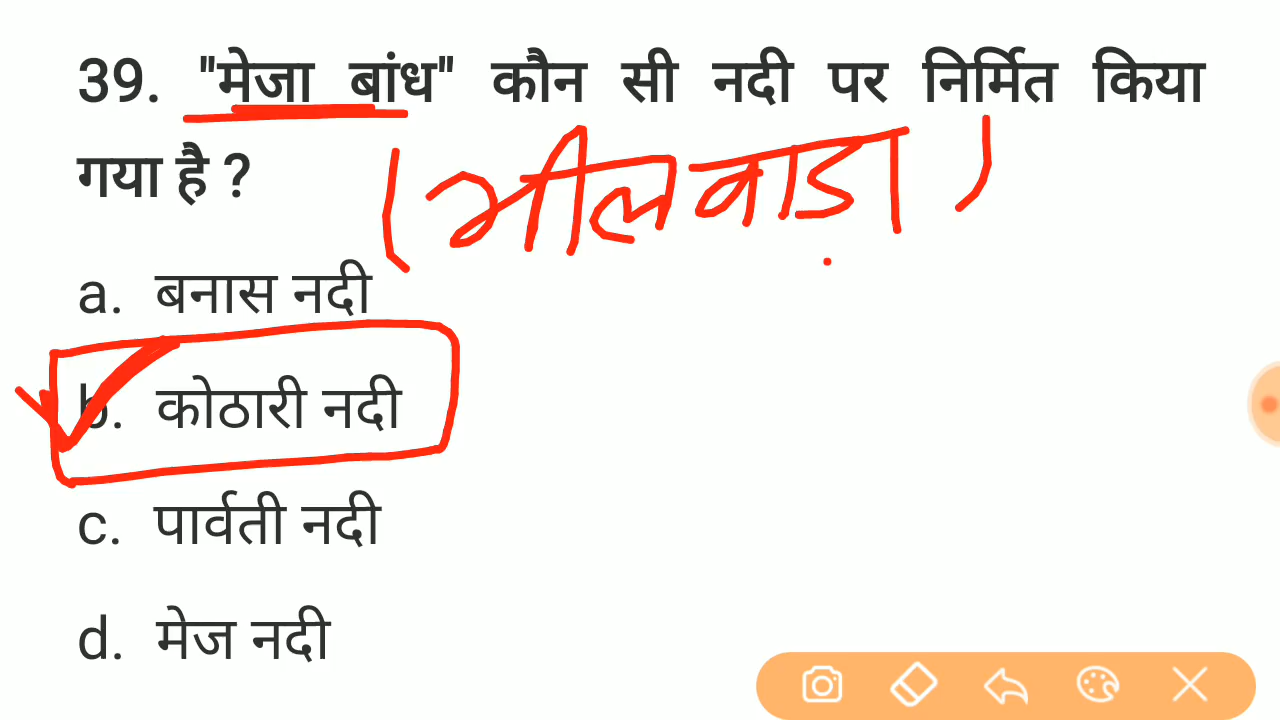 39. "मेजा बांध" कौन सी नदी पर निर्मित किया
गया है ?
(भीलवाड़ा)
a. बनास नदी
b. कोठारी नदी
c. पार्वती नदी
d. मेज नदी